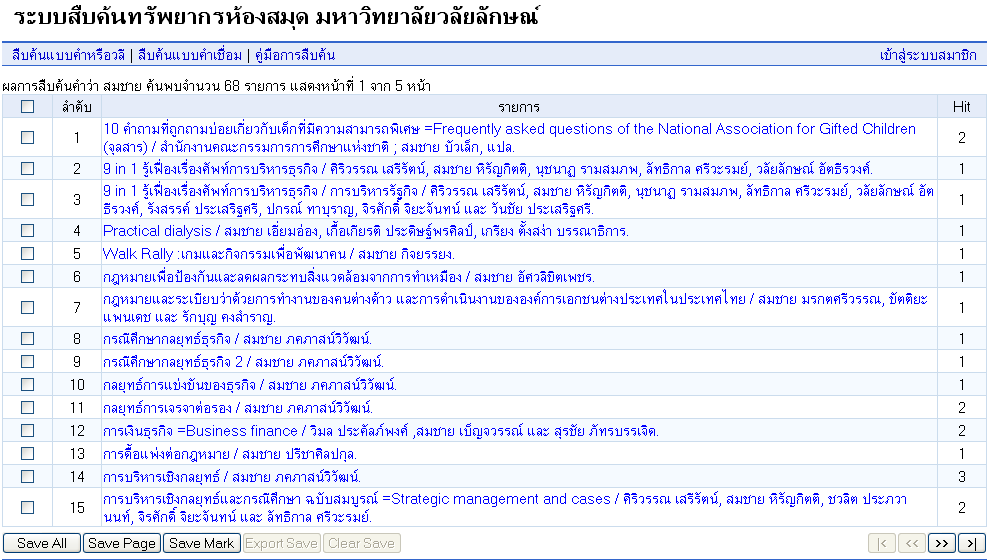 ระบบสืบค้นทรัพยากรห้องสมุด มหาวิทยาลัยวลัยลักษณ์
สืบค้นแบบคำหรือวลี | สืบค้นแบบคำเชื่อม | คู่มือการสืบค้น เข้าสู่ระบบสมาชิก
ผลการสืบค้นคำว่า สมชาย ค้นพบจำนวน 68 รายการ แสดงหน้าที่ 1 จาก 5 หน้า
ลำดับ รายการ Hit
1 10 คำถามที่ถูกถามบ่อยเกี่ยวกับเด็กที่มีความสามารถพิเศษ =Frequently asked questions of the National Association for Gifted Children 2
(จุลสาร) / สำนักงานคณะกรรมการการศึกษาแห่งชาติ ; สมชาย บัวเล็ก, แปล.
2 9 in 1 รู้เฟื่องเรื่องศัพท์การบริหารธุรกิจ / ศิริวรรณ เสรีรัตน์, สมชาย หิรัญกิตติ, นุชนาฏ รามสมภพ, ลัทธิกาล ศรีวะรมย์, วลัยลักษณ์ อัตธีรวงศ์. 1
3 9 in 1 รู้เฟื่องเรื่องศัพท์การบริหารธุรกิจ / การบริหารรัฐกิจ / ศิริวรรณ เสรีรัตน์, สมชาย หิรัญกิตติ, นุชนาฏ รามสมภพ, ลัทธิกาล ศรีวะรมย์, วลัยลักษณ์ อัต 1
ธีรวงศ์, รังสรรค์ ประเสริฐศรี, ปกรณ์ ทาบุราญ, จิรศักดิ์ จิยะจันทน์ และ วันชัย ประเสริฐศรี.
4 Practical dialysis / สมชาย เอี่ยมอ่อง, เกื้อเกียรติ ประดิษฐ์พรศิลป์, เกรียง ตั้งสง่า บรรณาธิการ. 1
5 Walk Rally :เกมและกิจกรรมเพื่อพัฒนาคน / สมชาย กิจยรรยง. 1
6 กฎหมายเพื่อป้องกันและลดผลกระทบสิ่งแวดล้อมจากการทำเหมือง / สมชาย อัศวลิขิตเพชร. 1
7 กฎหมายและระเบียบว่าด้วยการทำงานของคนต่างด้าว และการดำเนินงานขององค์การเอกชนต่างประเทศในประเทศไทย / สมชาย มรกตศรีวรรณ, ขัตติยะ 1
แพนเดช และ รักบุญ คงสำราญ.
8 กรณีศึกษากลยุทธ์ธุรกิจ / สมชาย ภคภาสน์วิวัฒน์. 1
9 กรณีศึกษากลยุทธ์ธุรกิจ 2 / สมชาย ภคภาสน์วิวัฒน์. 1
10 กลยุทธ์การแข่งขันของธุรกิจ / สมชาย ภคภาสน์วิวัฒน์. 1
11 กลยุทธ์การเจรจาต่อรอง / สมชาย ภคภาสน์วิวัฒน์. 2
12 การเงินธุรกิจ =Business finance / วิมล ประคัลภ์พงศ์ ,สมชาย เบ็ญจวรรณ์ และ สุรชัย ภัทรบรรเจิด. 2
13 การดื้อแพ่งต่อกฎหมาย / สมชาย ปรีชาศิลปกุล. 1
14 การบริหารเชิงกลยุทธ์ / สมชาย ภคภาสน์วิวัฒน์. 3
15 การบริหารเชิงกลยุทธ์และกรณีศึกษา ฉบับสมบูรณ์ =Strategic management and cases / ศิริวรรณ เสรีรัตน์, สมชาย หิรัญกิตติ, ชวลิต ประภวา 2
นนท์, จิรศักดิ์ จิยะจันทน์ และ ลัทธิกาล ศรีวะรมย์.
Save All Save Page Save Mark Export Save Clear Save |< << >> >|